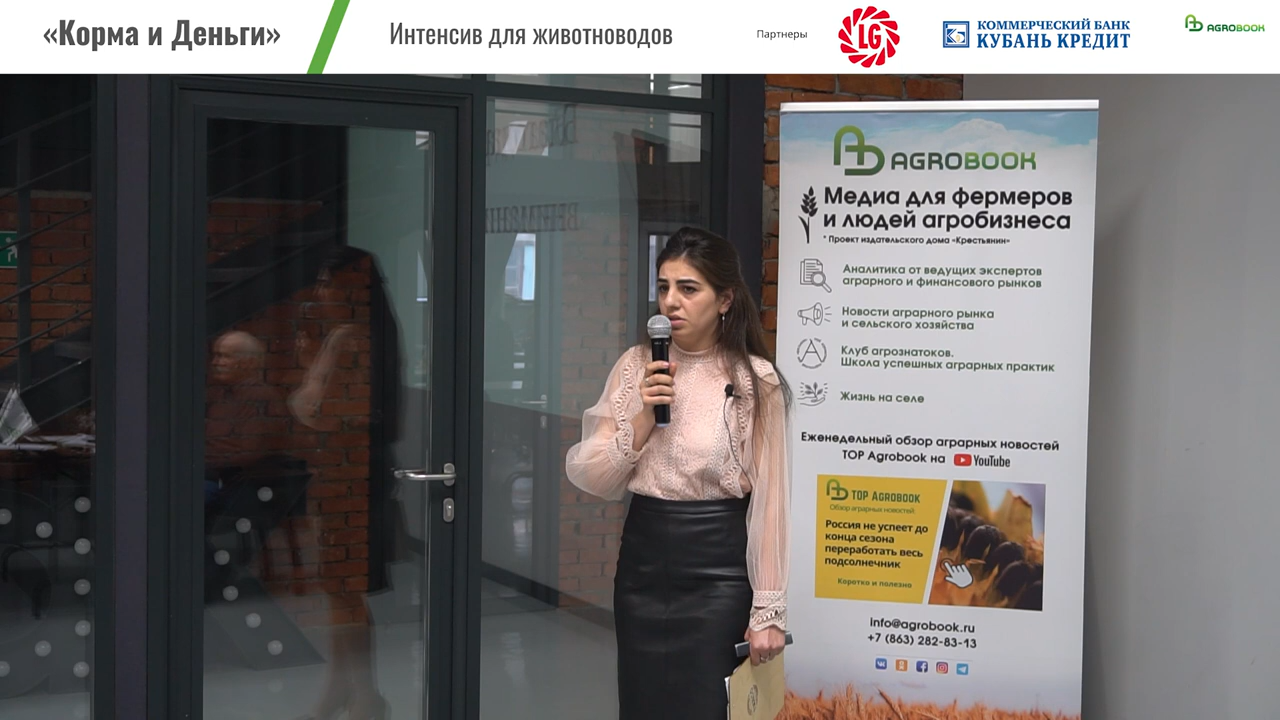 «Корма и Деньги»
Интенсив для животноводов
Партнеры
LG
КОММЕРЧЕСКИЙ БАНК
КУБАНЬ КРЕДИТ
AGROBOOK
AGROBOOK
Медиа для фермеров
и людей агробизнеса
* Проект издательского дома «Крестьянин»
Аналитика от ведущих экспертов
аграрного и финансового рынков
Новости аграрного рынка
и сельского хозяйства
Клуб агрознатоков.
Школа успешных аграрных практик
Жизнь на селе
Еженедельный обзор аграрных новостей
TOP Agrobook на YouTube
TOP AGROBOOK
Обзор аграрных новостей
Россия не успеет до
конца сезона
переработать весь
подсолнечник
Коротко и полезно
info@agrobook.ru
+7 (863) 282-83-13